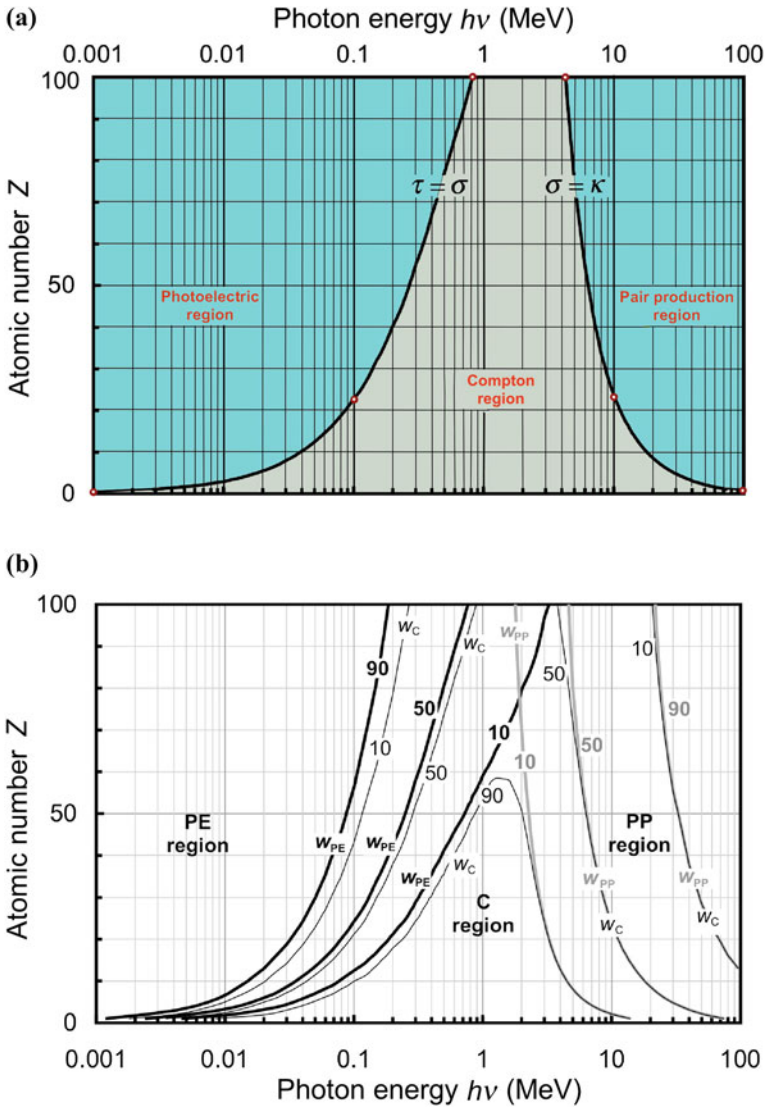 (a)
Photon energy hν (MeV)
0.001 0.01 0.1 1 10 100
100
τ = σ
σ = κ
Atomic number Z
50
Photoelectric
region
Pair production
region
Compton
region
0
(b)
100
w_C
w_C
w_PP
90
50
10
50
10
10
50
90
50
10
90
Atomic number Z
50
PE
region
w_PE
w_PE
w_PE
w_C
C
region
PP
region
w_PP
w_C
w_PP
w_C
0
0.001 0.01 0.1 1 10 100
Photon energy hν (MeV)